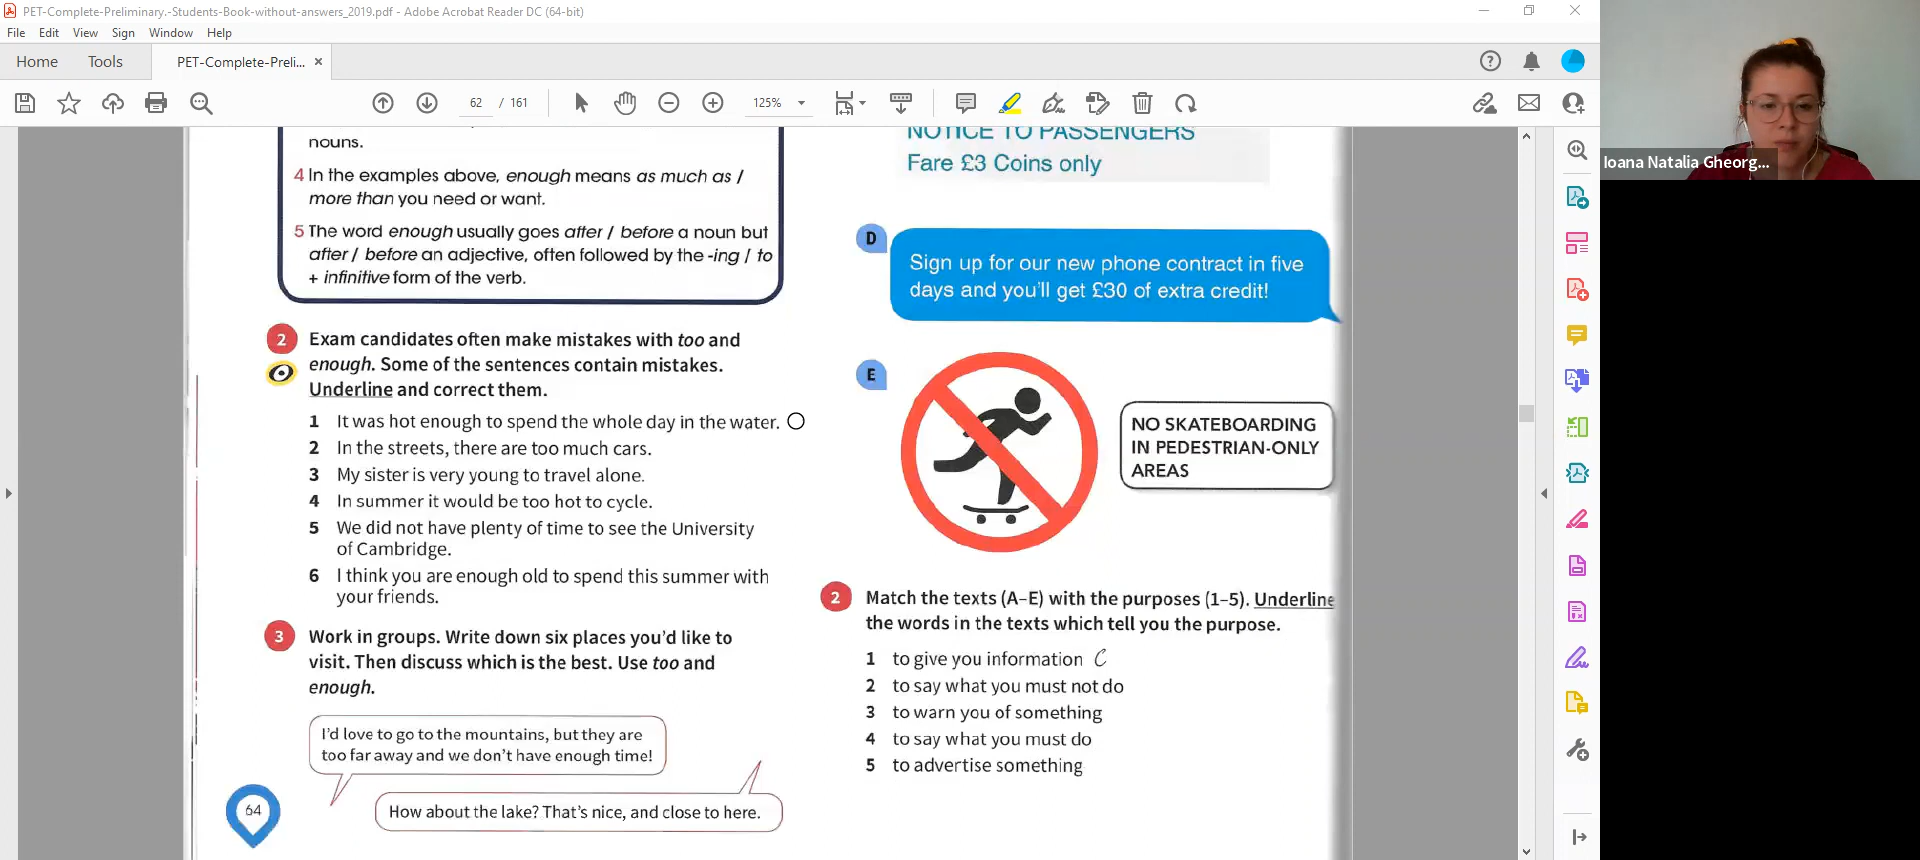 PET-Complete-Preliminary.-Students-Book-without-answers_2019.pdf - Adobe Acrobat Reader DC (64-bit)
File Edit View Sign Window Help
Home Tools PET-Complete-Preli... ×
62 / 161 125%
nouns.
4 In the examples above, enough means as much as /
more than you need or want.
5 The word enough usually goes after / before a noun but
after / before an adjective, often followed by the -ing / to
+ infinitive form of the verb.
2 Exam candidates often make mistakes with too and
enough. Some of the sentences contain mistakes.
Underline and correct them.
1 It was hot enough to spend the whole day in the water.
2 In the streets, there are too much cars.
3 My sister is very young to travel alone.
4 In summer it would be too hot to cycle.
5 We did not have plenty of time to see the University
of Cambridge.
6 I think you are enough old to spend this summer with
your friends.
3 Work in groups. Write down six places you'd like to
visit. Then discuss which is the best. Use too and
enough.
I'd love to go to the mountains, but they are
too far away and we don't have enough time!
How about the lake? That's nice, and close to here.
64
NOTICE TO PASSENGERS
Fare £3 Coins only
D
Sign up for our new phone contract in five
days and you'll get £30 of extra credit!
E
NO SKATEBOARDING
IN PEDESTRIAN-ONLY
AREAS
2 Match the texts (A–E) with the purposes (1–5). Underline
the words in the texts which tell you the purpose.
1 to give you information C
2 to say what you must not do
3 to warn you of something
4 to say what you must do
5 to advertise something
Ioana Natalia Gheorg...